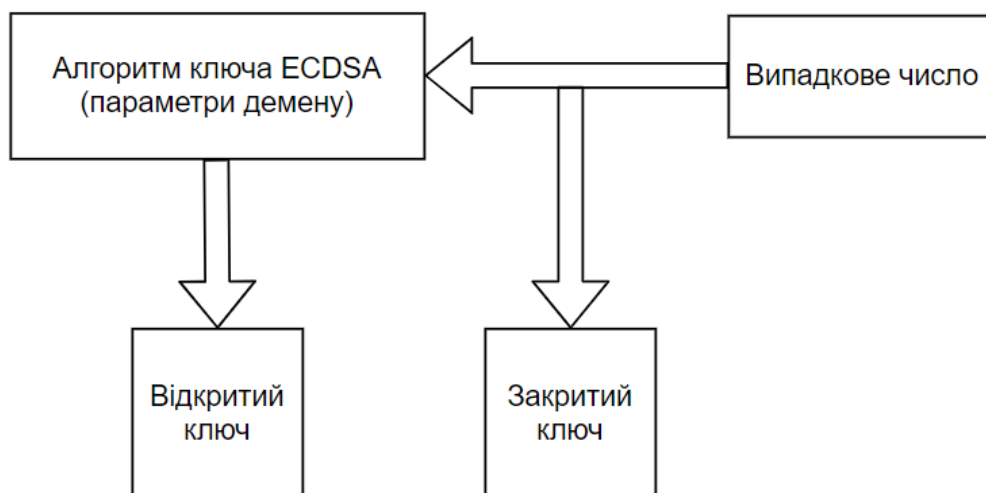 Алгоритм ключа ECDSA
(параметри демену)
Випадкове число
Відкритий
ключ
Закритий
ключ